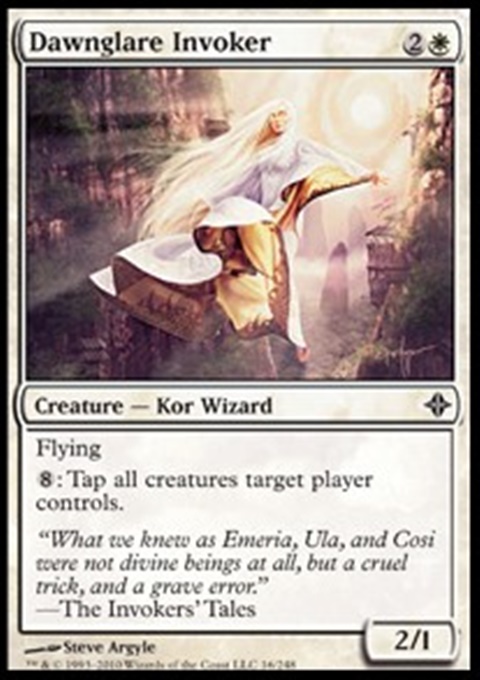 Dawnglare Invoker 2
Creature — Kor Wizard
Flying
8: Tap all creatures target player
controls.
“What we knew as Emeria, Ula, and Cosi
were not divine beings at all, but a cruel
trick, and a grave error.”
—The Invokers’ Tales
Steve Argyle
2/1
™ & © 1993–2010 Wizards of the Coast LLC 16/248